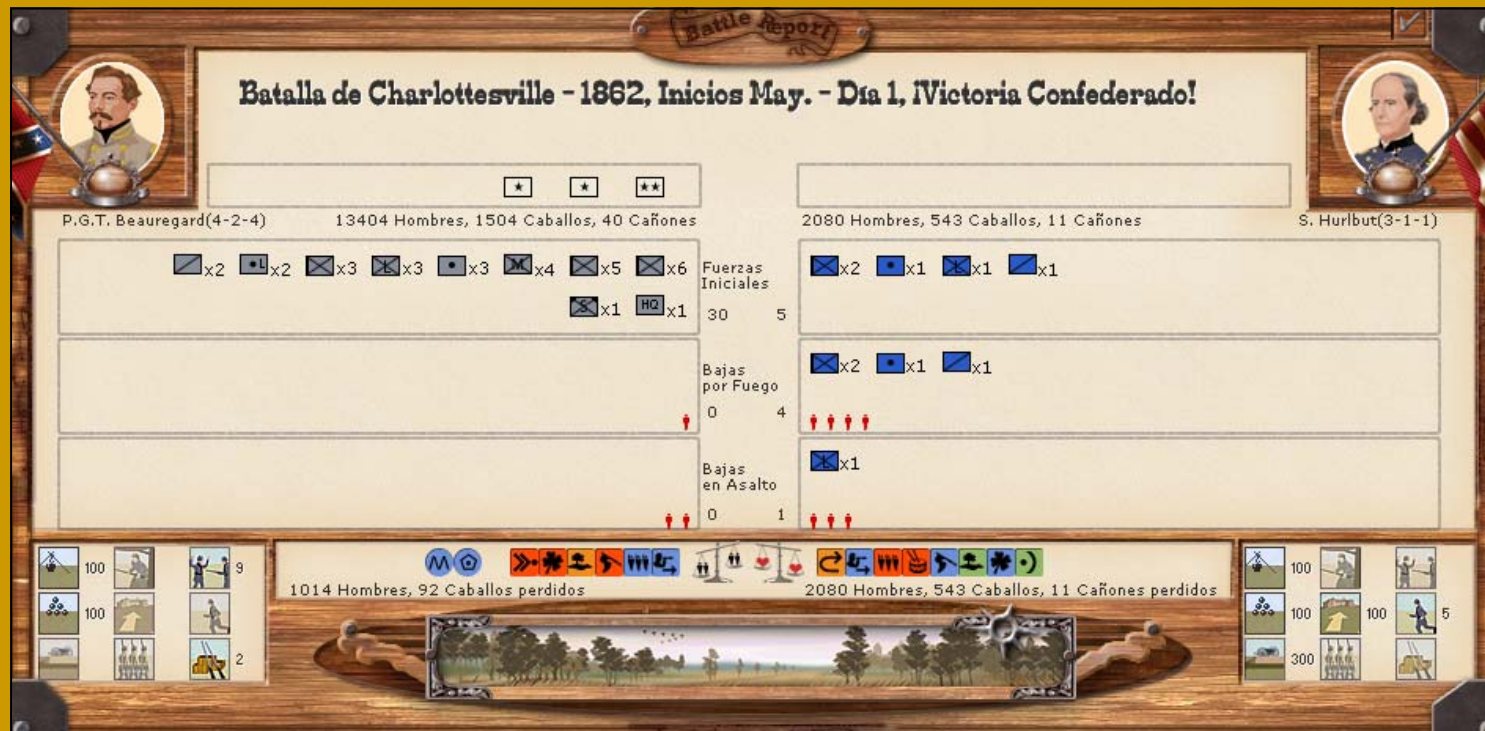 Battle Report
Batalla de Charlottesville - 1862, Inicios May. - Día 1, ¡Victoria Confederado!
P.G.T. Beauregard(4-2-4)
13404 Hombres, 1504 Caballos, 40 Cañones
2080 Hombres, 543 Caballos, 11 Cañones
S. Hurlbut(3-1-1)
x2 L x2 x3 L x3 x3 M x4 x5 x6
S x1 HQ x1
Fuerzas
Iniciales
30 5
x2 x1 L x1 x1
Bajas
por Fuego
0 4
x2 x1 x1
Bajas
en Asalto
0 1
L x1
100 9
100
2
1014 Hombres, 92 Caballos perdidos
2080 Hombres, 543 Caballos, 11 Cañones perdidos
100
100 100 5
300